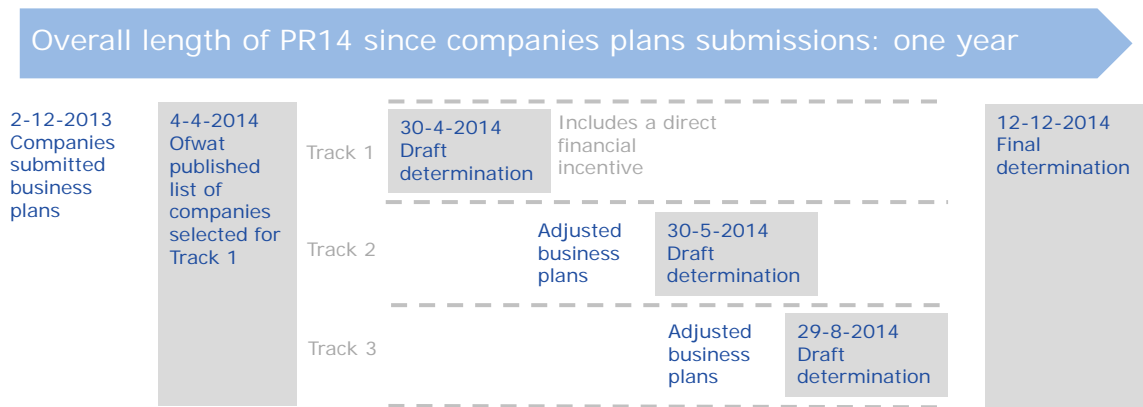 Overall length of PR14 since companies plans submissions: one year
2-12-2013
Companies
submitted
business
plans
4-4-2014
Ofwat
published
list of
companies
selected for
Track 1
Track 1
30-4-2014
Draft
determination
Includes a direct
financial
incentive
Track 2
Adjusted
business
plans
30-5-2014
Draft
determination
Track 3
Adjusted
business
plans
29-8-2014
Draft
determination
12-12-2014
Final
determination